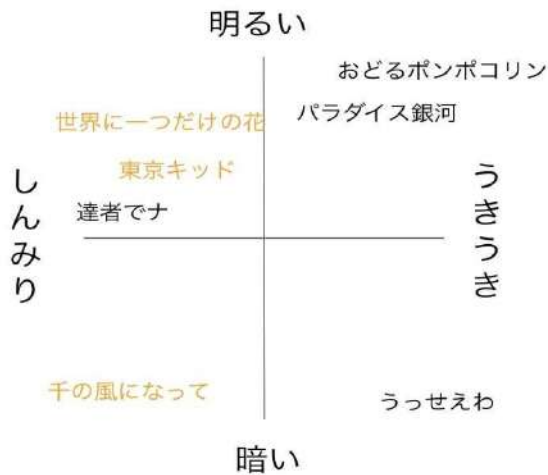 明るい
おどるポンポコリン
パラダイス銀河
世界に一つだけの花
東京キッド
達者でナ
しんみり
うきうき
千の風になって
うっせえわ
暗い